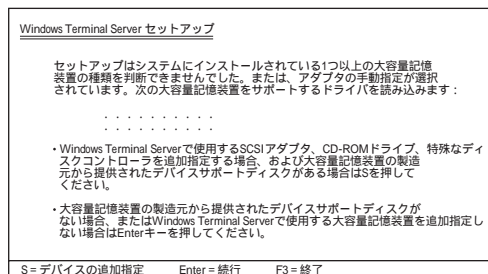 Windows Terminal Server セットアップ
セットアップはシステムにインストールされている1つ以上の大容量記憶
装置の種類を判断できませんでした。または、アダプタの手動指定が選択
されています。次の大容量記憶装置をサポートするドライバを読み込みます：
. . . . . . . . . .
. . . . . . . . . .
・Windows Terminal Serverで使用するSCSIアダプタ、CD-ROMドライブ、特殊なディ
スクコントローラを追加指定する場合、および大容量記憶装置の製造
元から提供されたデバイスサポートディスクがある場合はSを押して
ください。
・大容量記憶装置の製造元から提供されたデバイスサポートディスクが
ない場合、またはWindows Terminal Serverで使用する大容量記憶装置を追加指定し
ない場合はEnterキーを押してください。
S = デバイスの追加指定 Enter = 続行 F3 = 終了